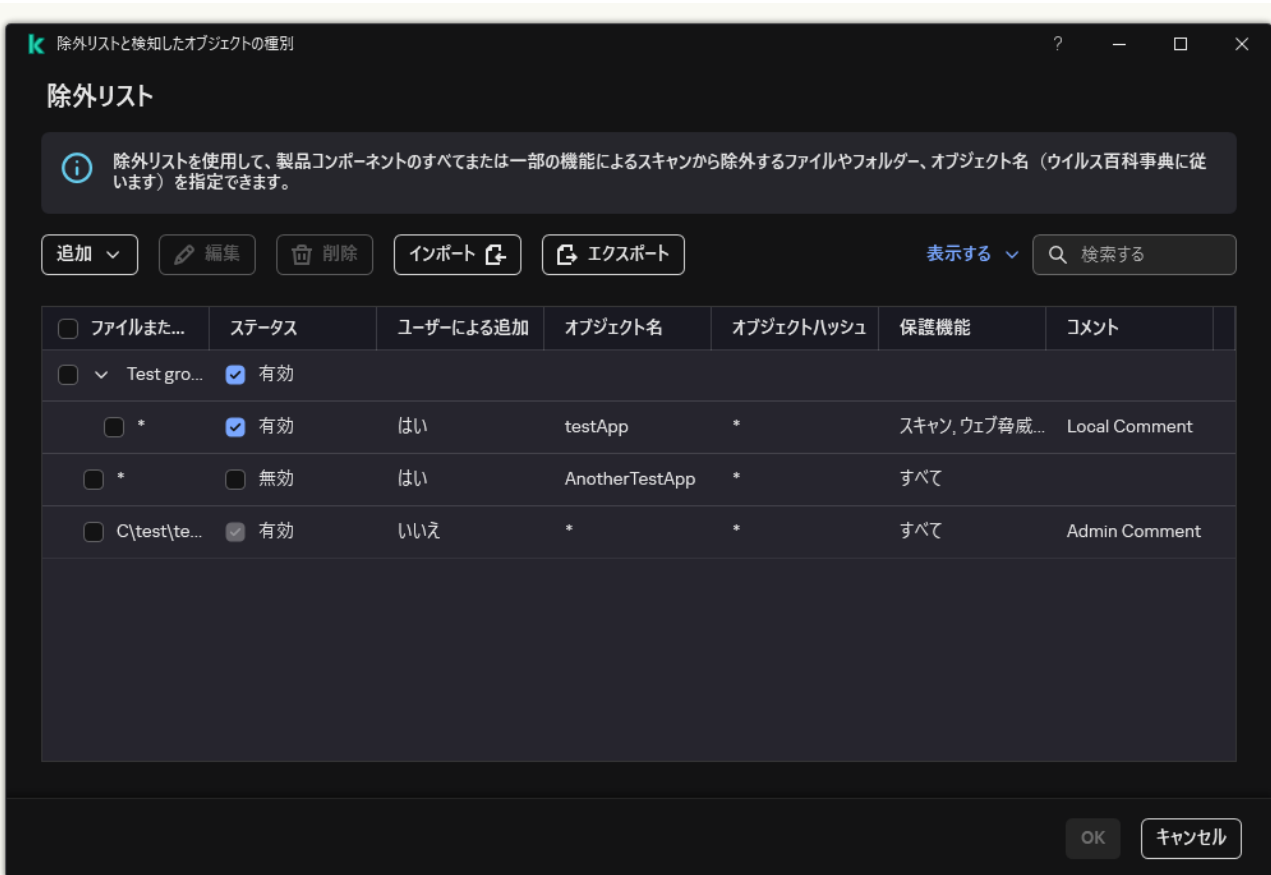 除外リストと検知したオブジェクトの種別
?
除外リスト
除外リストを使用して、製品コンポーネントのすべてまたは一部の機能によるスキャンから除外するファイルやフォルダー、オブジェクト名（ウイルス百科事典に従
います）を指定できます。
追加 編集 削除 インポート エクスポート 表示する 検索する
ファイルまた... ステータス ユーザーによる追加 オブジェクト名 オブジェクトハッシュ 保護機能 コメント
Test gro... 有効
* 有効 はい testApp * スキャン, ウェブ脅威... Local Comment
* 無効 はい AnotherTestApp * すべて
C\test\te... 有効 いいえ * * すべて Admin Comment
OK キャンセル